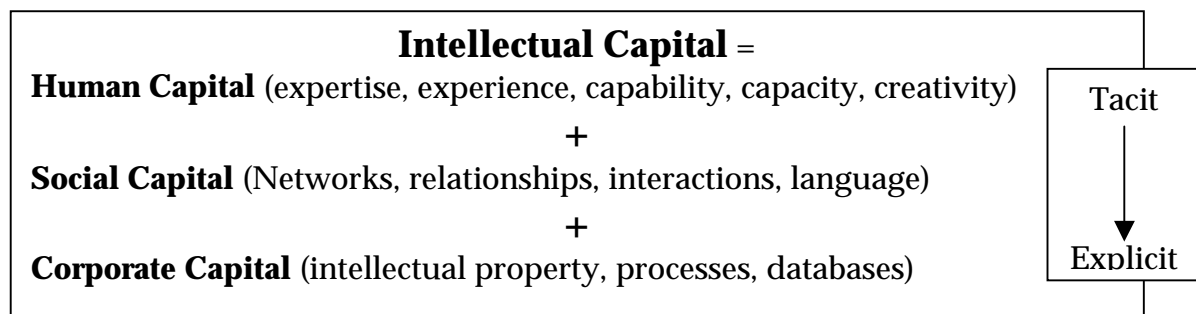 Intellectual Capital =
Human Capital (expertise, experience, capability, capacity, creativity)
+
Social Capital (Networks, relationships, interactions, language)
+
Corporate Capital (intellectual property, processes, databases)
Tacit
Explicit